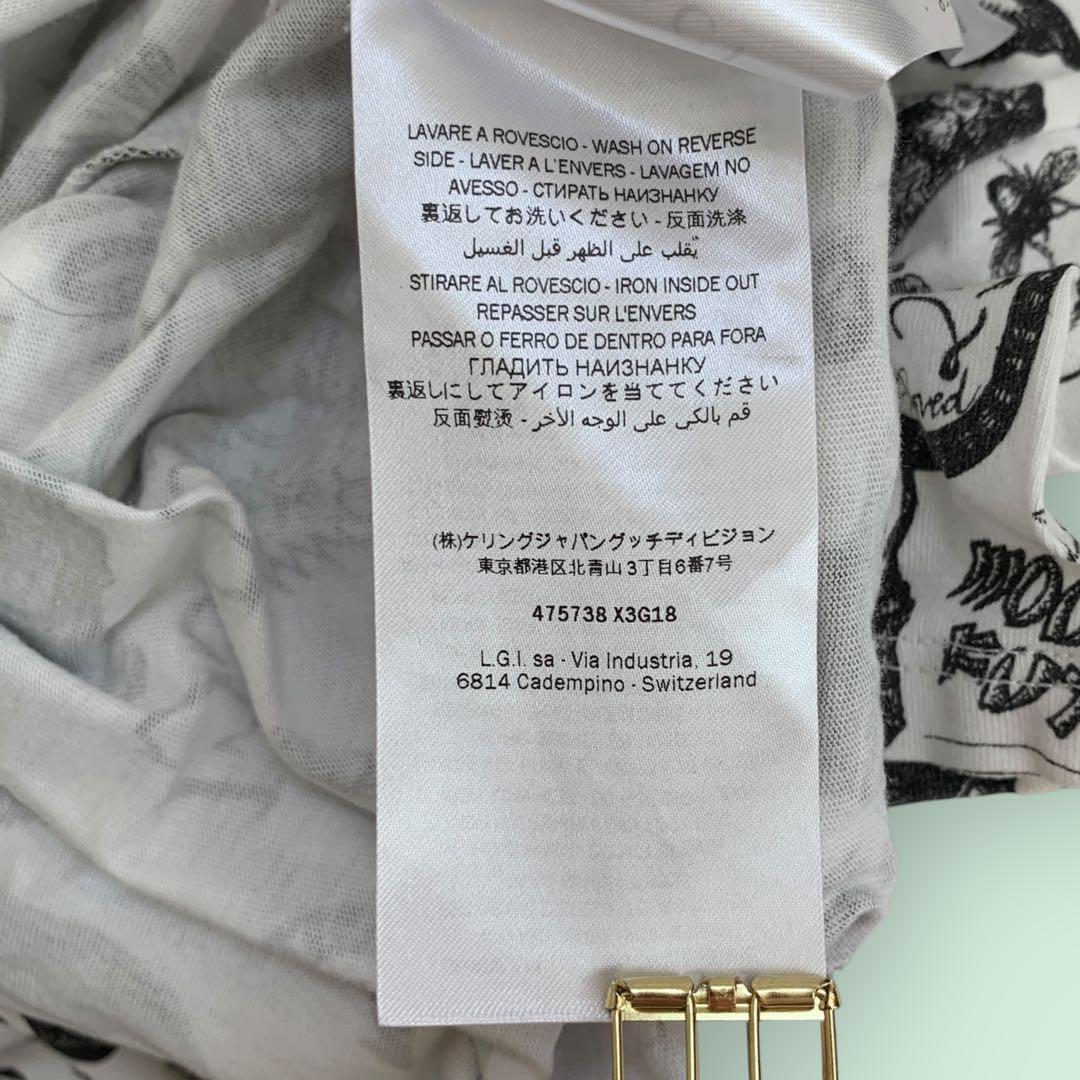 LAVARE A ROVESCIO - WASH ON REVERSE
SIDE - LAVER A L'ENVERS - LAVAGEM NO
AVESSO - СТИРАТЬ НАИЗНАНКУ
裏返してお洗いください - 反面洗涤
يُقلب على الظهر قبل الغسيل
STIRARE AL ROVESCIO - IRON INSIDE OUT
REPASSER SUR L'ENVERS
PASSAR O FERRO DE DENTRO PARA FORA
ГЛАДИТЬ НАИЗНАНКУ
裏返しにしてアイロンを当ててください
反面熨烫 - قم بالكي على الوجه الآخر
(株)ケリングジャパングッチディビジョン
東京都港区北青山3丁目6番7号
475738 X3G18
L.G.I. sa - Via Industria, 19
6814 Cadempino - Switzerland